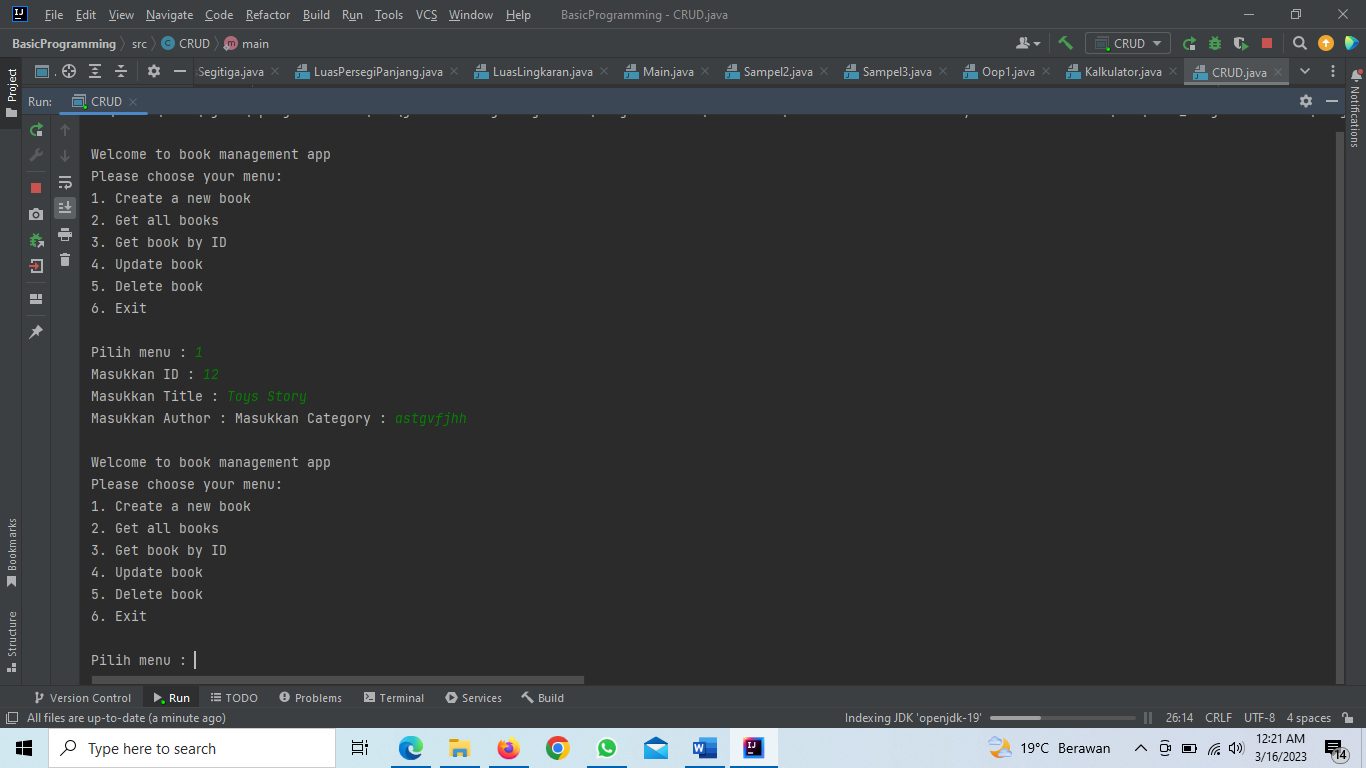 File Edit View Navigate Code Refactor Build Run Tools VCS Window Help BasicProgramming - CRUD.java
BasicProgramming src CRUD main CRUD
Segitiga.java LuasPersegiPanjang.java LuasLingkaran.java Main.java Sampel2.java Sampel3.java Oop1.java Kalkulator.java CRUD.java
Project
Run: CRUD
Notifications
Welcome to book management app
Please choose your menu:
1. Create a new book
2. Get all books
3. Get book by ID
4. Update book
5. Delete book
6. Exit
Pilih menu : 1
Masukkan ID : 12
Masukkan Title : Toys Story
Masukkan Author : Masukkan Category : astgvfjhh
Welcome to book management app
Please choose your menu:
1. Create a new book
2. Get all books
3. Get book by ID
4. Update book
5. Delete book
6. Exit
Pilih menu :
Bookmarks
Structure
Version Control Run TODO Problems Terminal Services Build
All files are up-to-date (a minute ago) Indexing JDK 'openjdk-19' 26:14 CRLF UTF-8 4 spaces
Type here to search 19°C Berawan 12:21 AM
3/16/2023 14